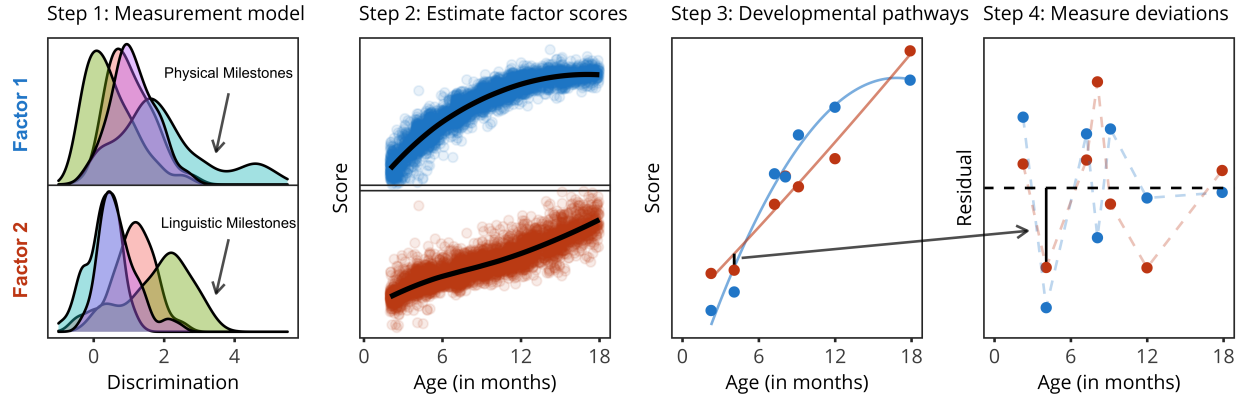 Step 1: Measurement model
Step 2: Estimate factor scores
Step 3: Developmental pathways
Step 4: Measure deviations
Factor 1
Factor 2
Physical Milestones
Linguistic Milestones
0 2 4
Discrimination
Score
0 6 12 18
Age (in months)
Score
0 6 12 18
Age (in months)
Residual
0 6 12 18
Age (in months)